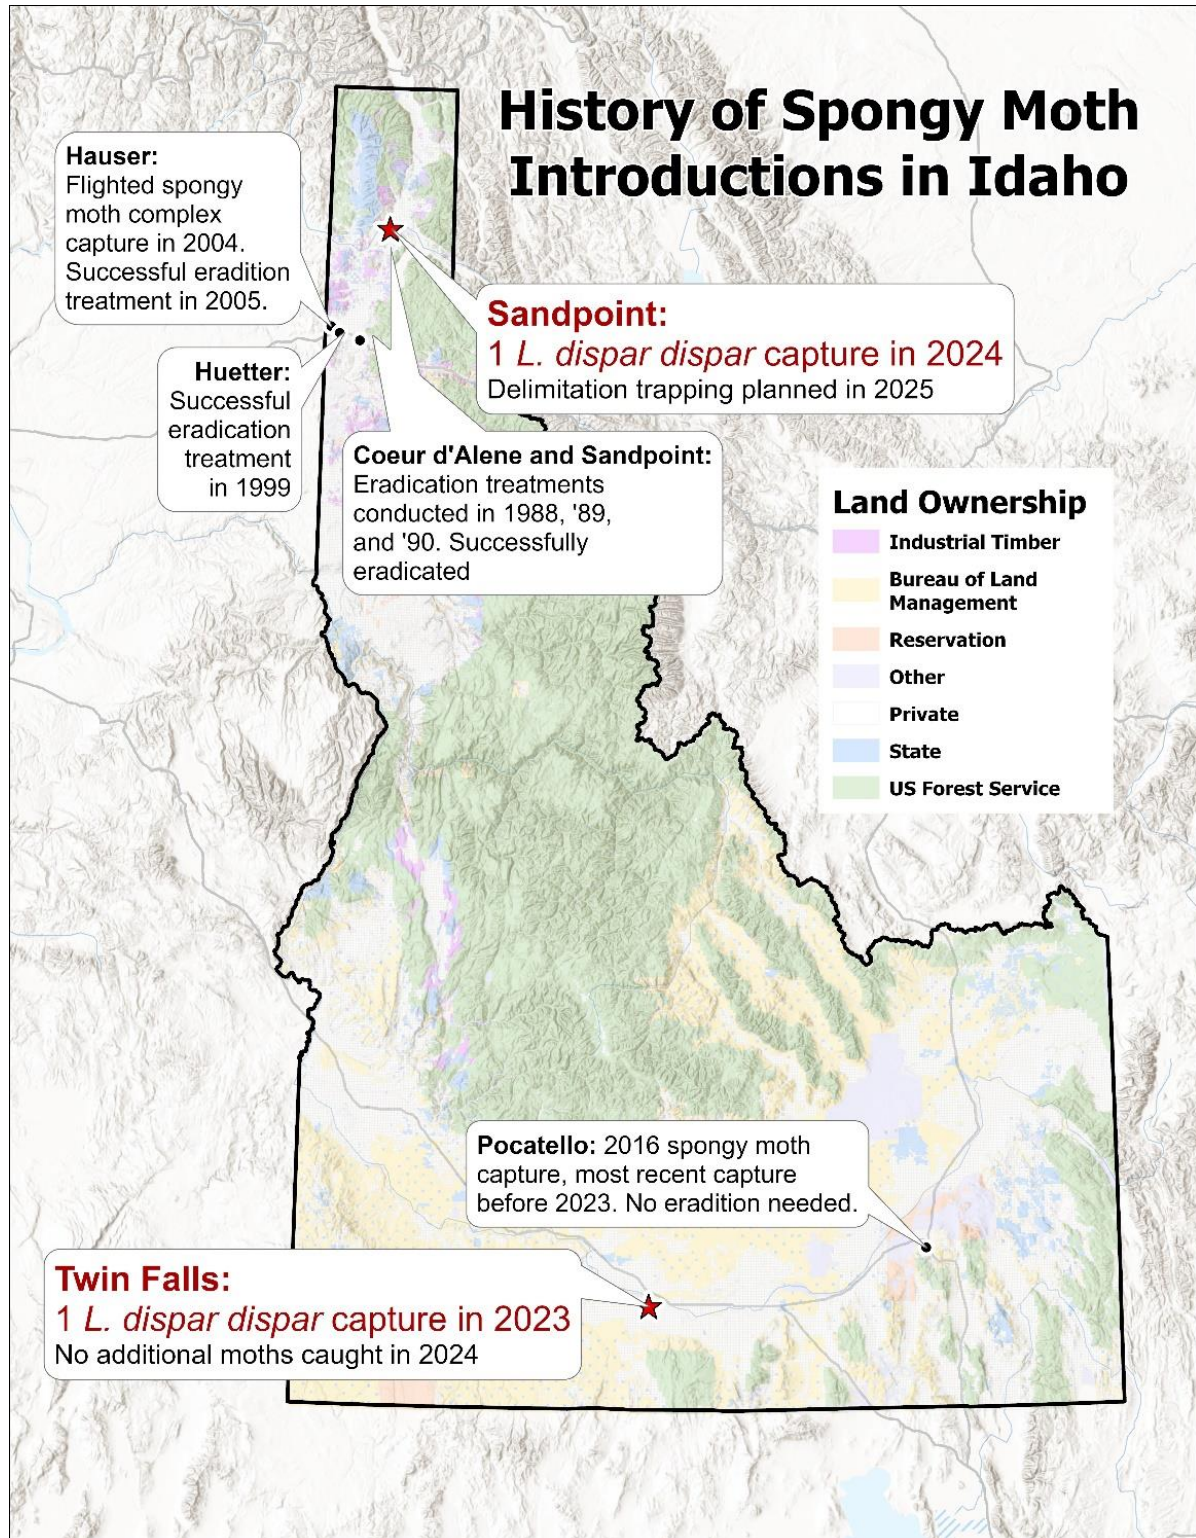 History of Spongy Moth
Introductions in Idaho
Hauser:
Flighted spongy
moth complex
capture in 2004.
Successful eradition
treatment in 2005.
Sandpoint:
1 L. dispar dispar capture in 2024
Delimitation trapping planned in 2025
Huetter:
Successful
eradication
treatment
in 1999
Coeur d'Alene and Sandpoint:
Eradication treatments
conducted in 1988, '89,
and '90. Successfully
eradicated
Land Ownership
Industrial Timber
Bureau of Land
Management
Reservation
Other
Private
State
US Forest Service
Pocatello: 2016 spongy moth
capture, most recent capture
before 2023. No eradition needed.
Twin Falls:
1 L. dispar dispar capture in 2023
No additional moths caught in 2024